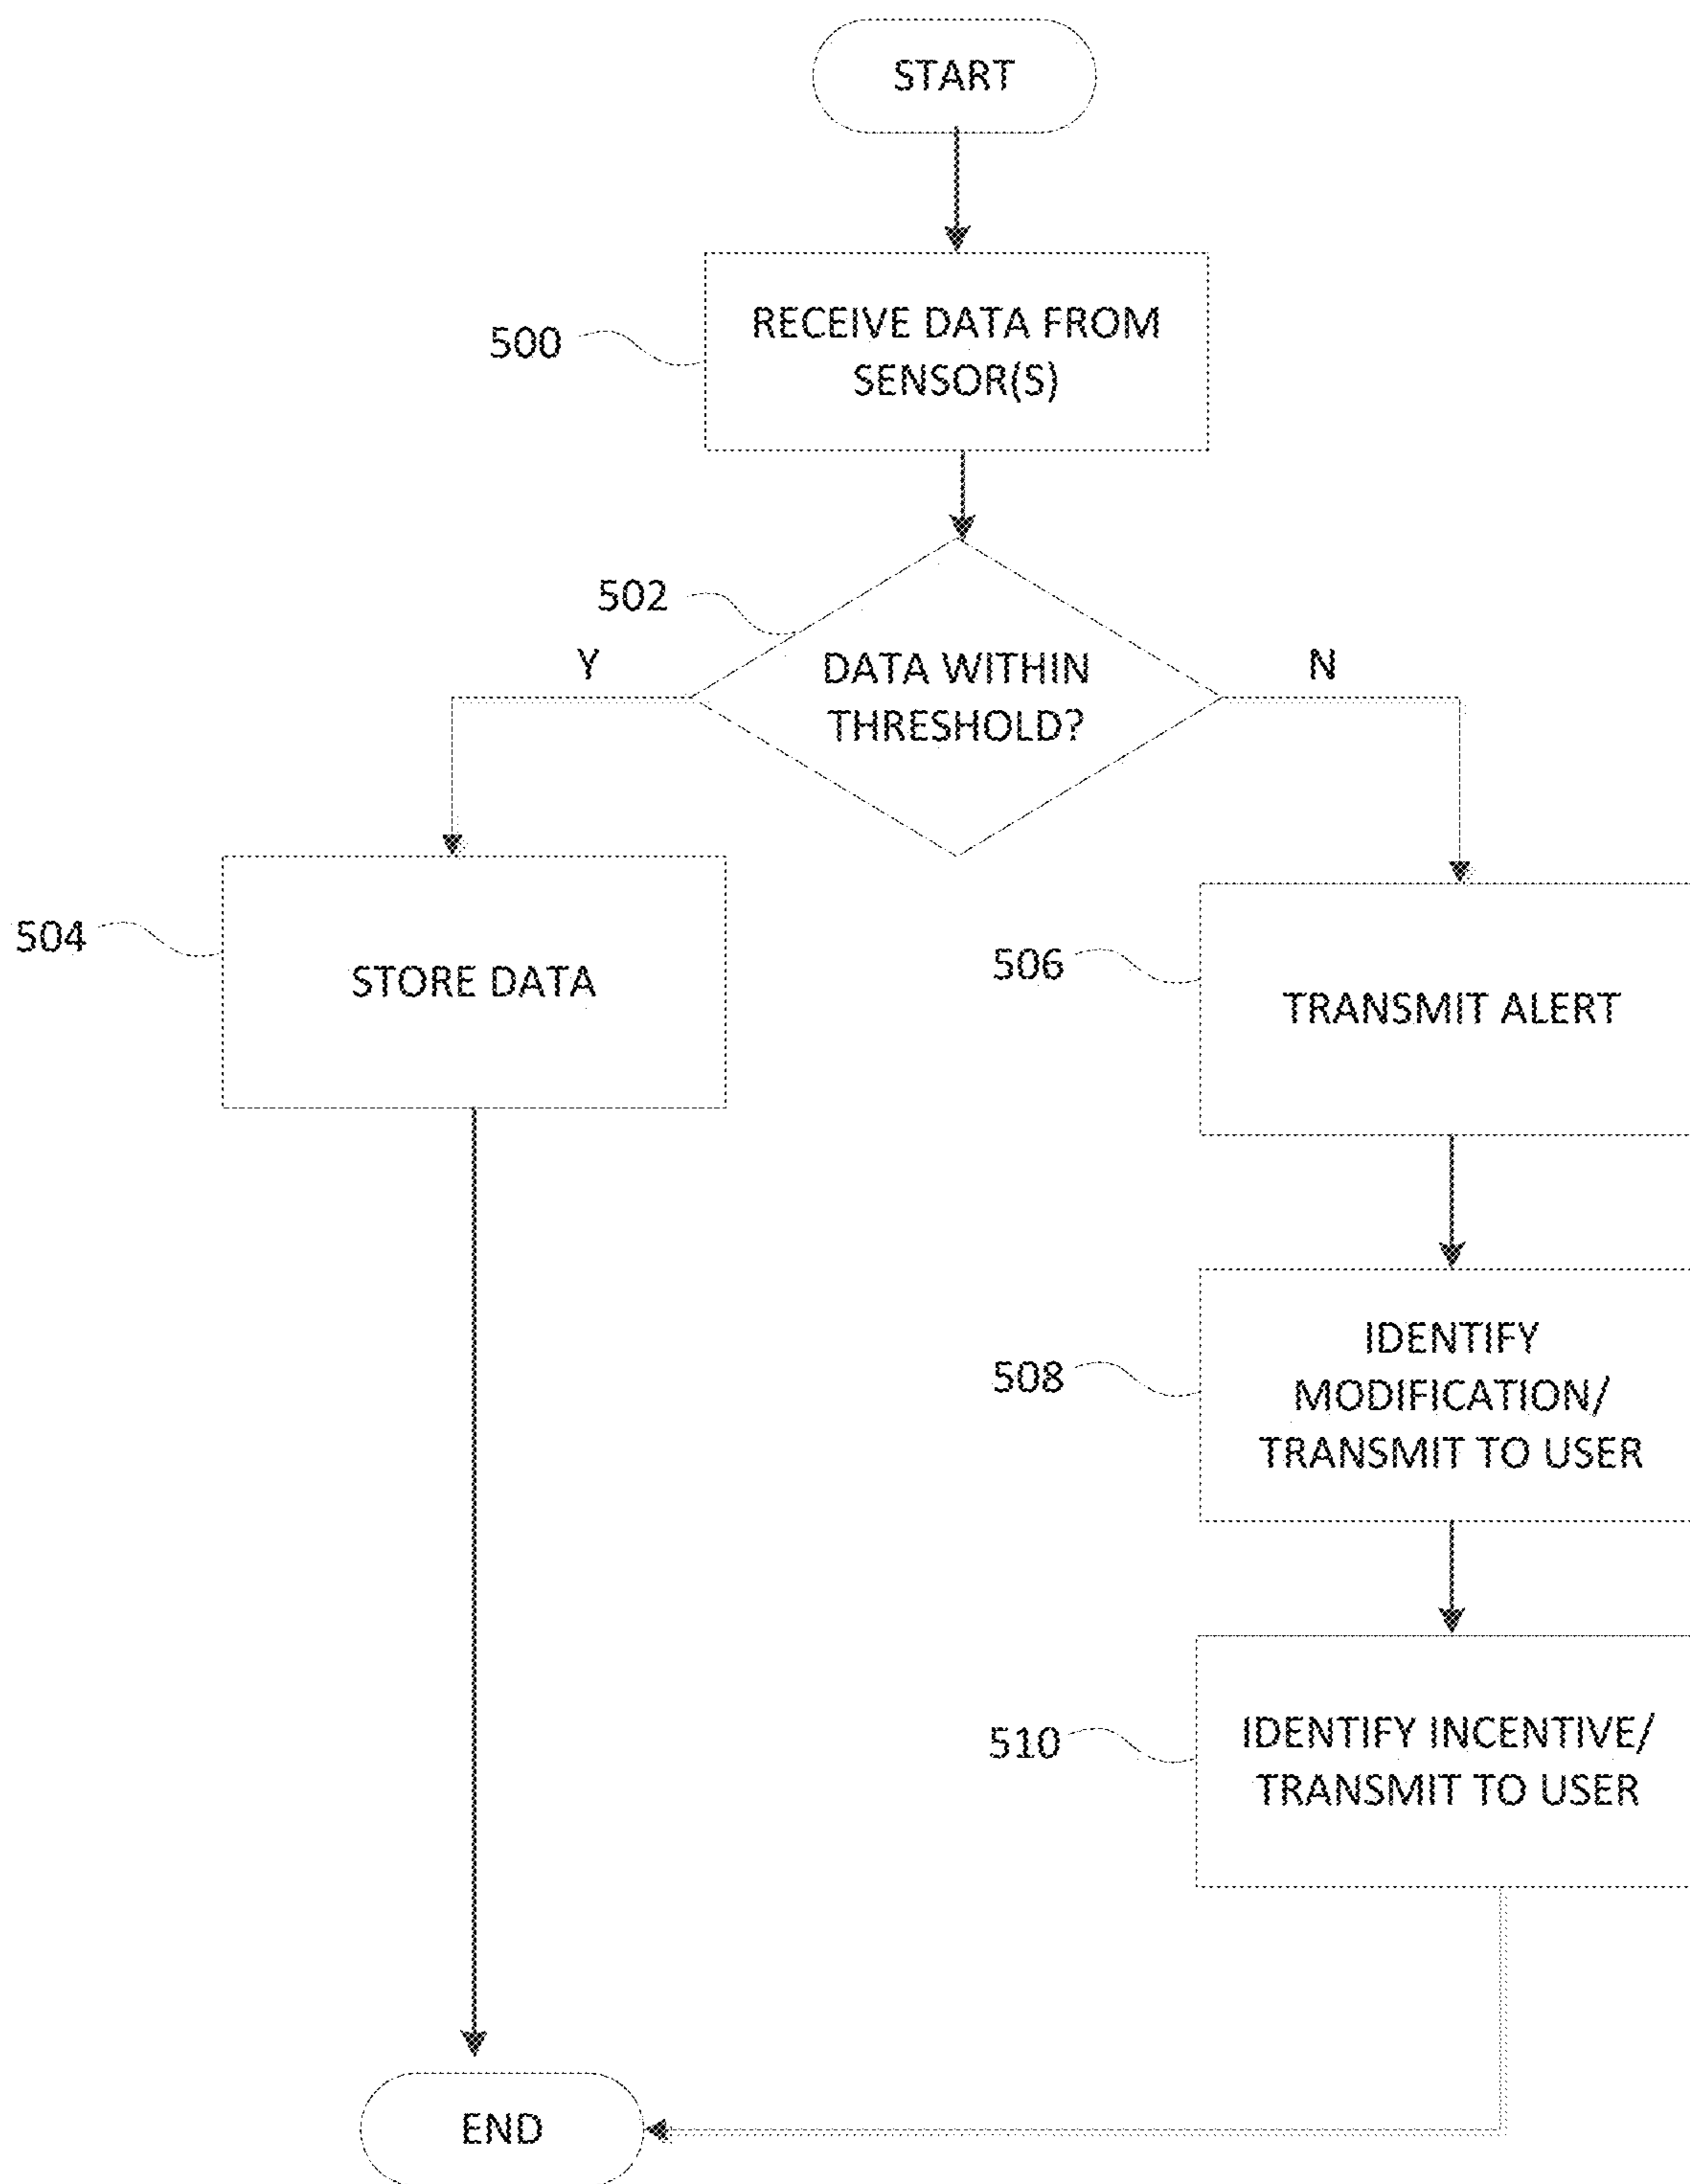 START
500
RECEIVE DATA FROM
SENSOR(S)
502
Y
DATA WITHIN
THRESHOLD?
N
504
STORE DATA
506
TRANSMIT ALERT
508
IDENTIFY
MODIFICATION/
TRANSMIT TO USER
510
IDENTIFY INCENTIVE/
TRANSMIT TO USER
END